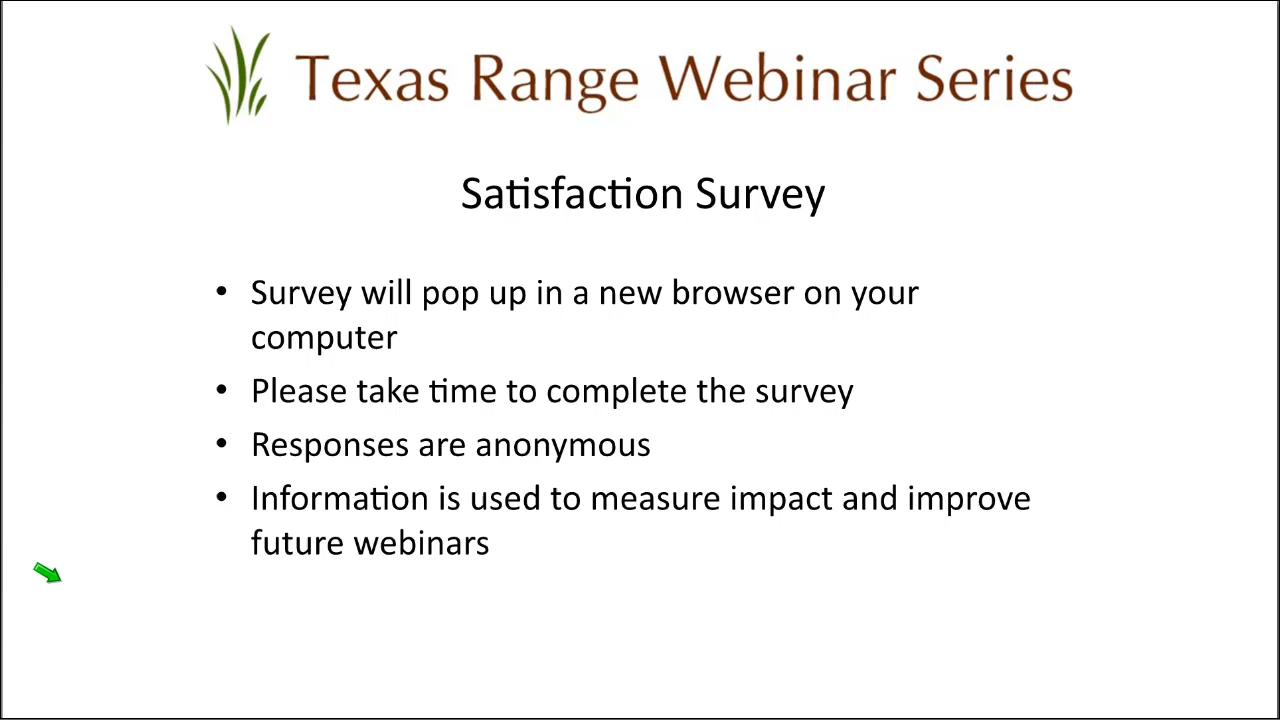 Texas Range Webinar Series
Satisfaction Survey
• Survey will pop up in a new browser on your
computer
• Please take time to complete the survey
• Responses are anonymous
• Information is used to measure impact and improve
future webinars